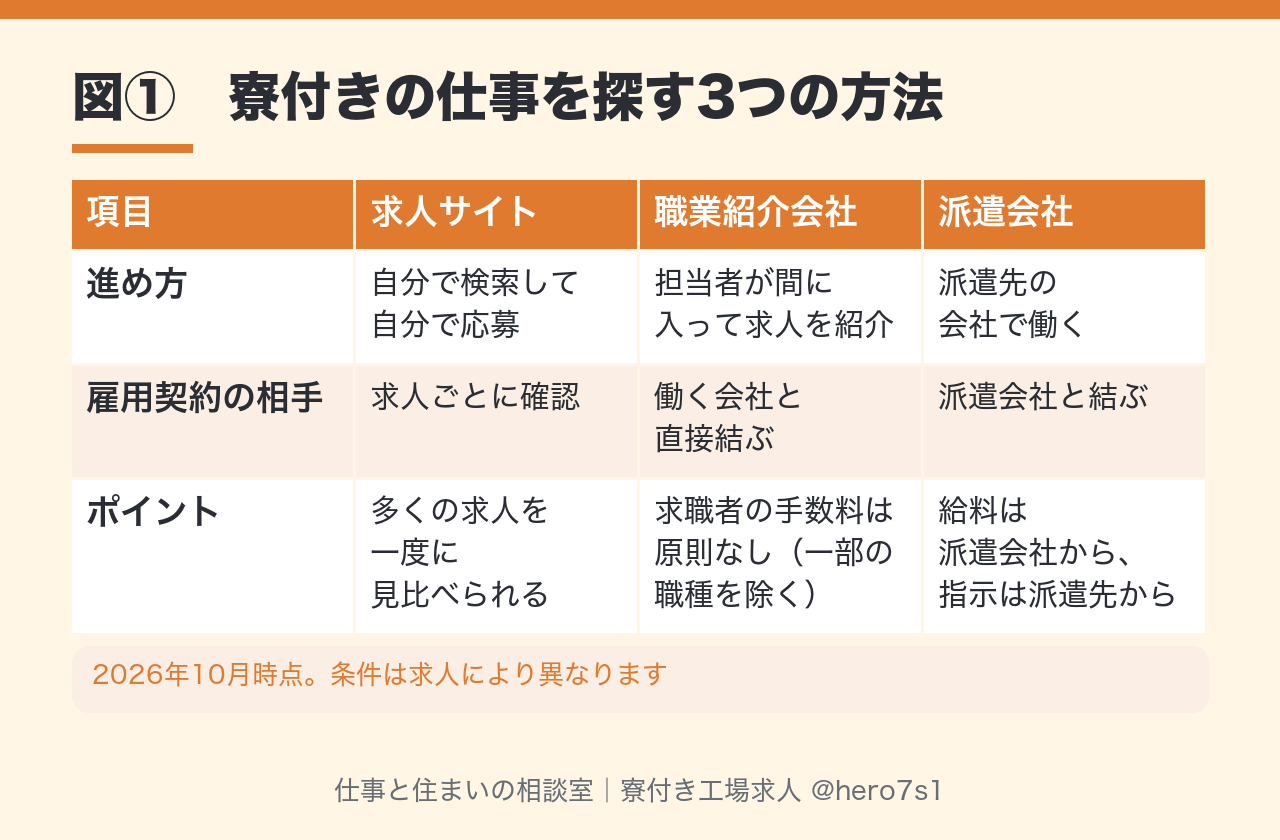 図①　寮付きの仕事を探す3つの方法
項目
求人サイト
職業紹介会社
派遣会社
進め方
自分で検索して
自分で応募
担当者が間に
入って求人を紹介
派遣先の
会社で働く
雇用契約の相手
求人ごとに確認
働く会社と
直接結ぶ
派遣会社と結ぶ
ポイント
多くの求人を
一度に
見比べられる
求職者の手数料は
原則なし（一部の
職種を除く）
給料は
派遣会社から、
指示は派遣先から
2026年10月時点。条件は求人により異なります
仕事と住まいの相談室｜寮付き工場求人 @hero7s1